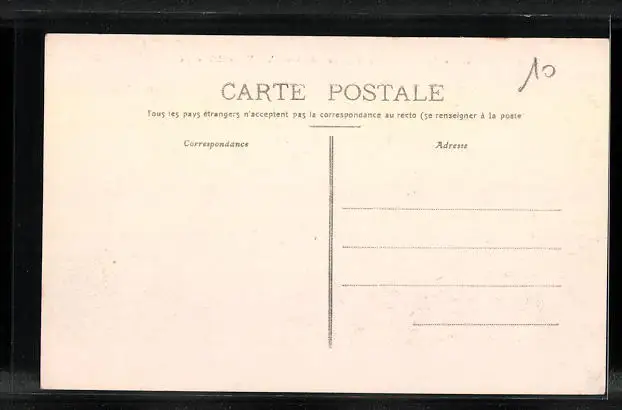 10
CARTE POSTALE
Tous les pays étrangers n'acceptent pas la correspondance au recto (se renseigner à la poste
Correspondance
Adresse